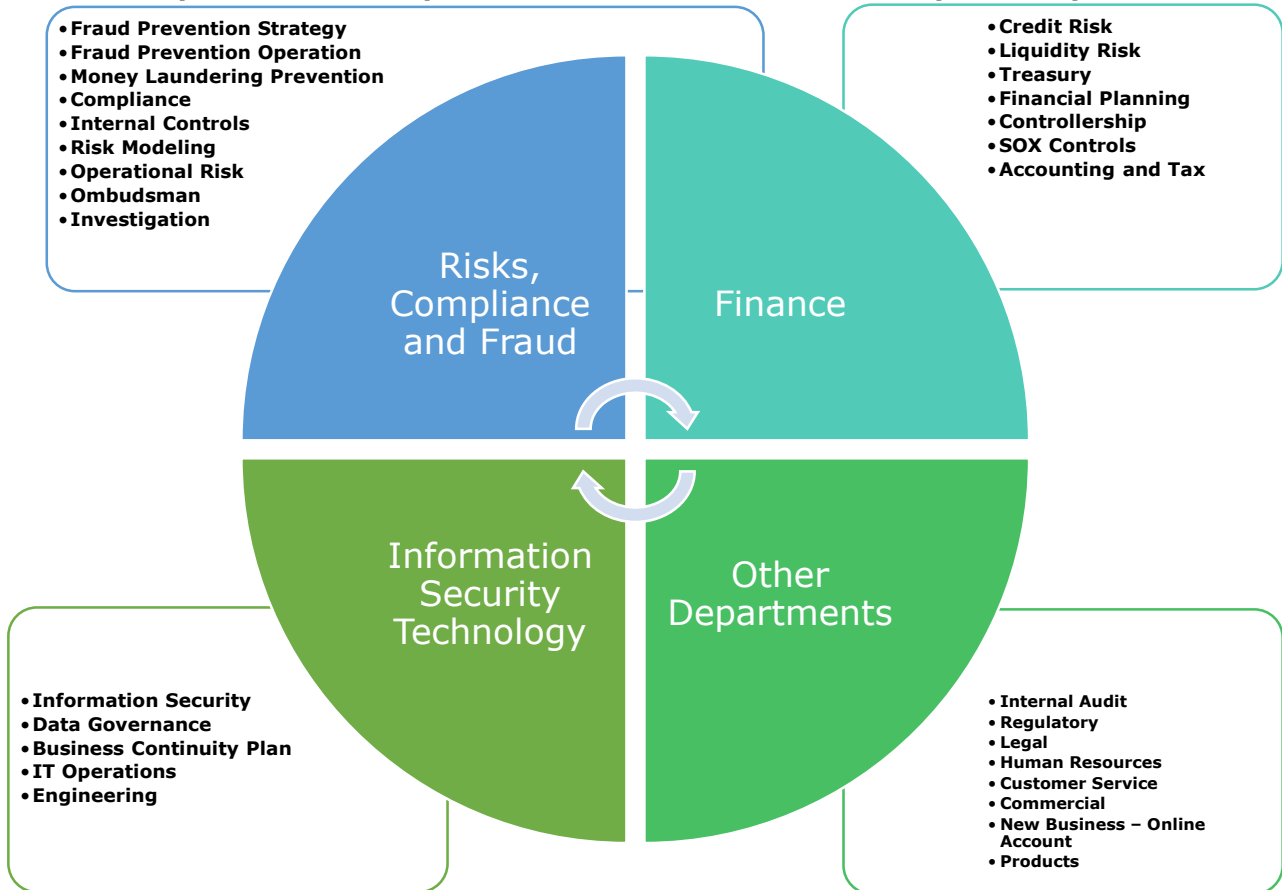 • Fraud Prevention Strategy
• Fraud Prevention Operation
• Money Laundering Prevention
• Compliance
• Internal Controls
• Risk Modeling
• Operational Risk
• Ombudsman
• Investigation
• Credit Risk
• Liquidity Risk
• Treasury
• Financial Planning
• Controllership
• SOX Controls
• Accounting and Tax
Risks,
Compliance
and Fraud
Finance
Information
Security
Technology
Other
Departments
• Information Security
• Data Governance
• Business Continuity Plan
• IT Operations
• Engineering
• Internal Audit
• Regulatory
• Legal
• Human Resources
• Customer Service
• Commercial
• New Business – Online
Account
• Products